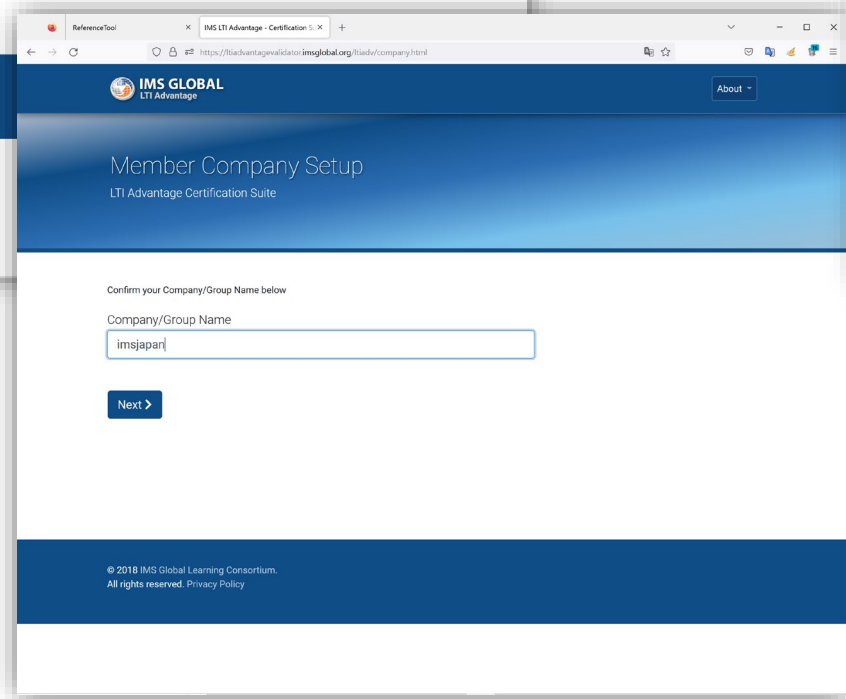 ReferenceTool
IMS LTI Advantage - Certification S
https://ltiadvantagevalidator.imsglobal.org/ltiadv/company.html
IMS GLOBAL
LTI Advantage
About
Member Company Setup
LTI Advantage Certification Suite
Confirm your Company/Group Name below
Company/Group Name
imsjapan
Next
© 2018 IMS Global Learning Consortium.
All rights reserved. Privacy Policy